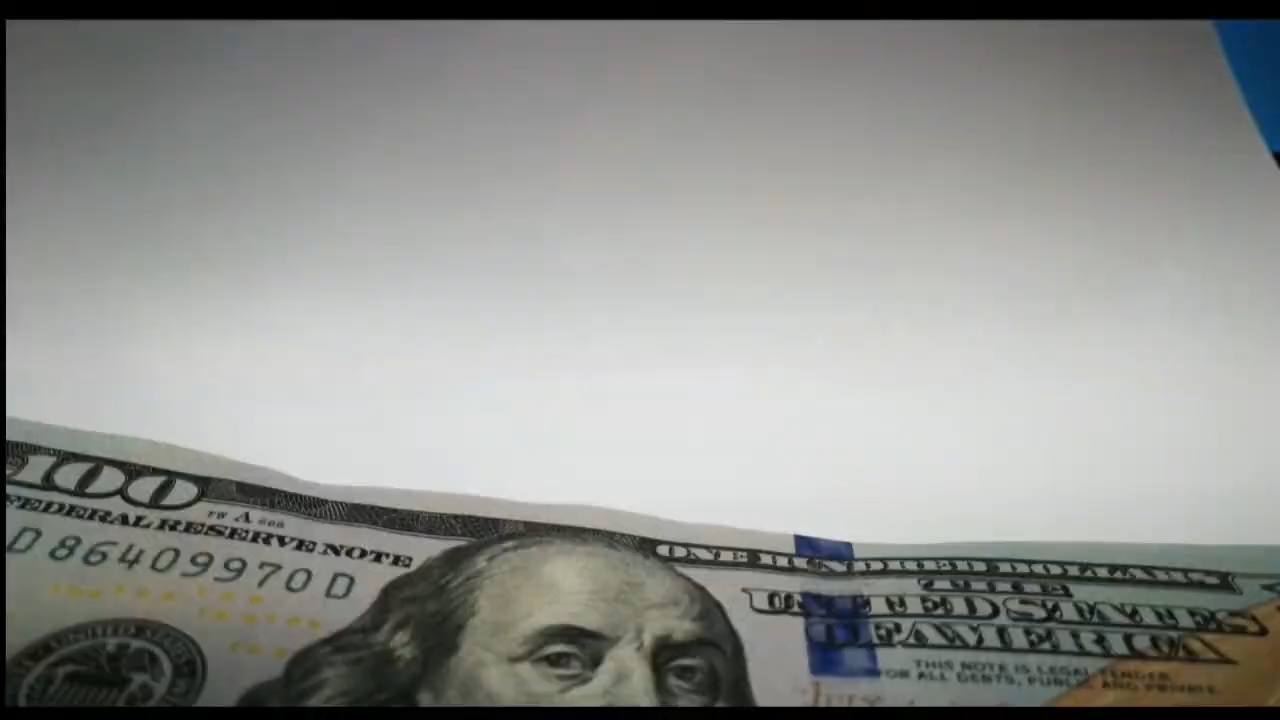 100
FEDERAL RESERVE NOTE
D 86409970 D
ONE HUNDRED DOLLARS
THE
UNITED STATES
OF AMERICA
THIS NOTE IS LEGAL TENDER
FOR ALL DEBTS, PUBLIC AND PRIVATE